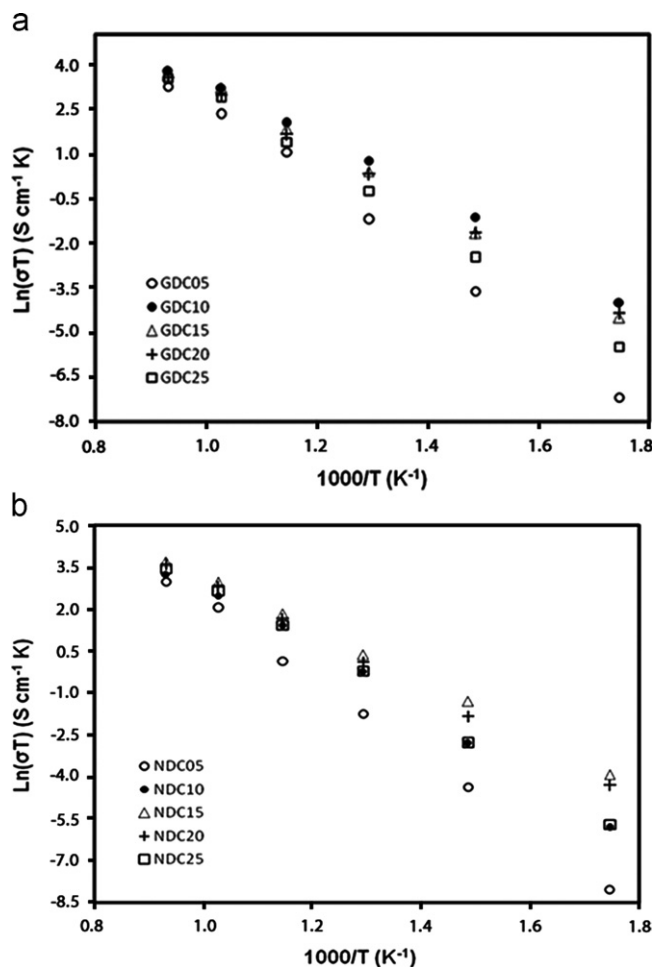 a
4.0
2.5
1.0
-0.5
-2.0
-3.5
-5.0
-6.5
-8.0
Ln(σT) (S cm⁻¹ K)
GDC05
GDC10
GDC15
GDC20
GDC25
0.8 1.0 1.2 1.4 1.6 1.8
1000/T (K⁻¹)
b
5.0
3.5
2.0
0.5
-1.0
-2.5
-4.0
-5.5
-7.0
-8.5
Ln(σT) (S cm⁻¹ K)
NDC05
NDC10
NDC15
NDC20
NDC25
0.8 1.0 1.2 1.4 1.6 1.8
1000/T (K⁻¹)